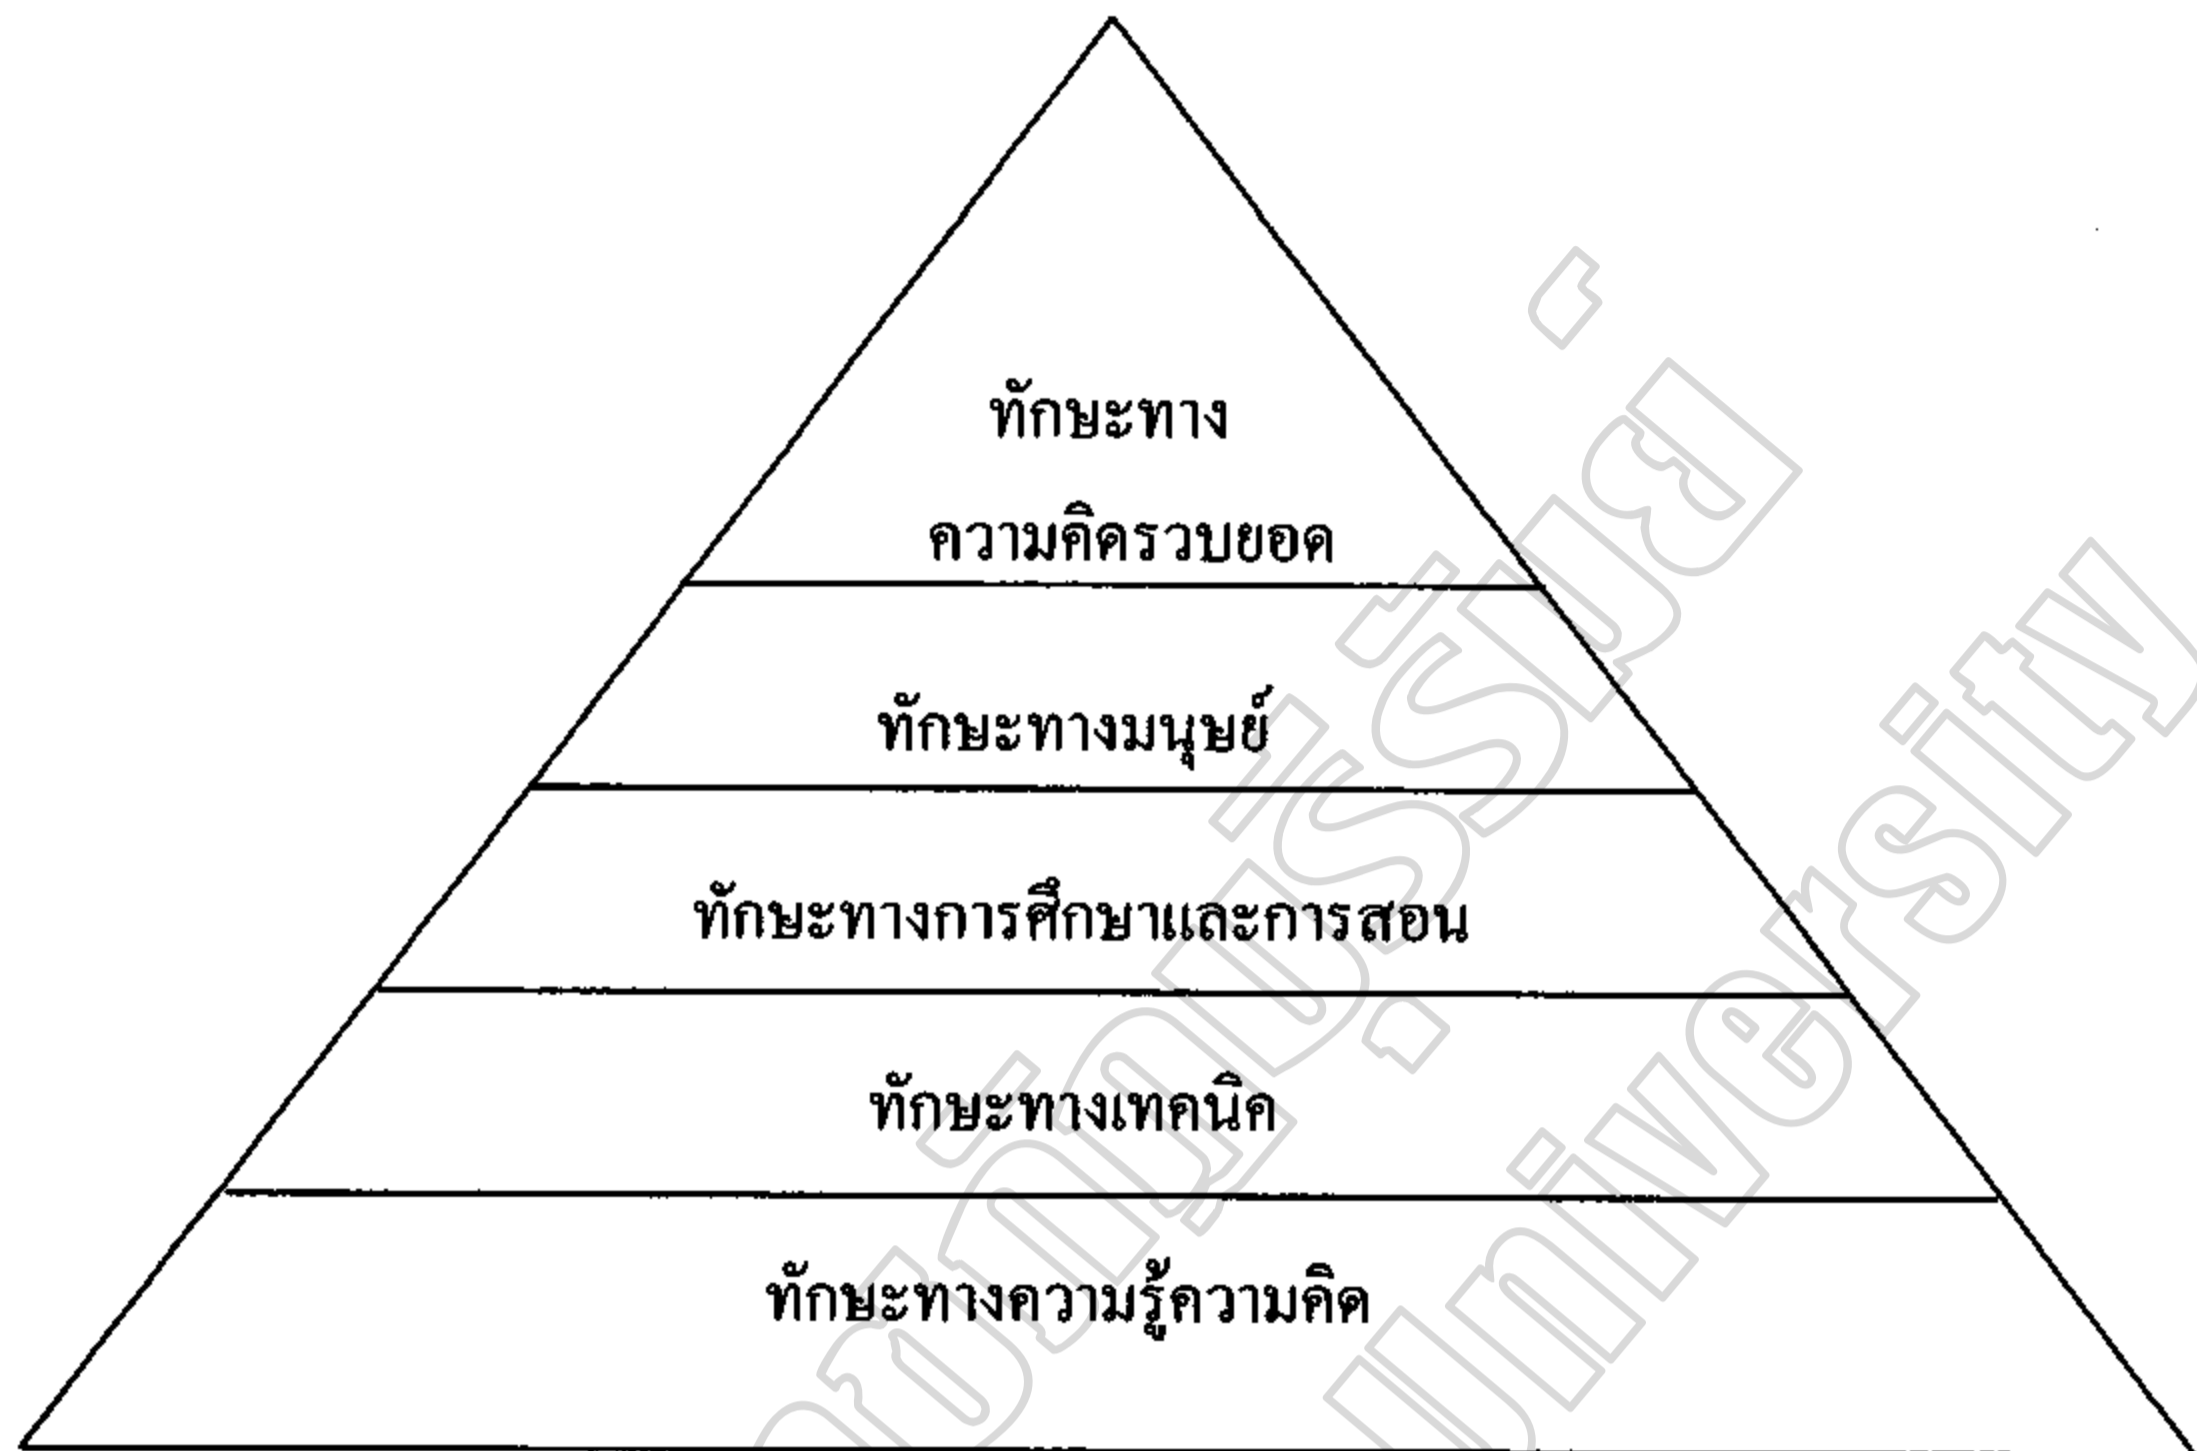 ทักษะทาง
ความคิดรวบยอด
ทักษะทางมนุษย์
ทักษะทางการศึกษาและการสอน
ทักษะทางเทคนิค
ทักษะทางความรู้ความคิด
University